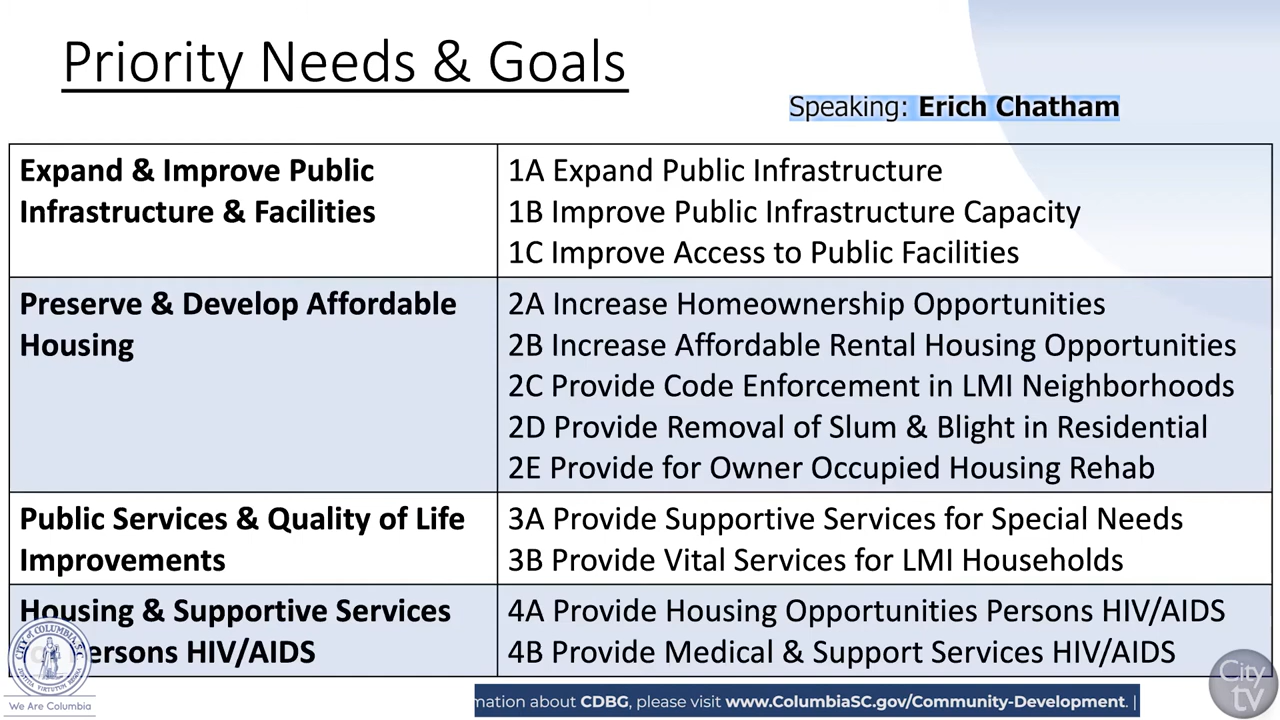 Priority Needs & Goals
Speaking: Erich Chatham
Expand & Improve Public
Infrastructure & Facilities
1A Expand Public Infrastructure
1B Improve Public Infrastructure Capacity
1C Improve Access to Public Facilities
Preserve & Develop Affordable
Housing
2A Increase Homeownership Opportunities
2B Increase Affordable Rental Housing Opportunities
2C Provide Code Enforcement in LMI Neighborhoods
2D Provide Removal of Slum & Blight in Residential
2E Provide for Owner Occupied Housing Rehab
Public Services & Quality of Life
Improvements
3A Provide Supportive Services for Special Needs
3B Provide Vital Services for LMI Households
Housing & Supportive Services
ersons HIV/AIDS
4A Provide Housing Opportunities Persons HIV/AIDS
4B Provide Medical & Support Services HIV/AIDS
CITY OF COLUMBIA, SC
We Are Columbia
mation about CDBG, please visit www.ColumbiaSC.gov/Community-Development. |
City
tv